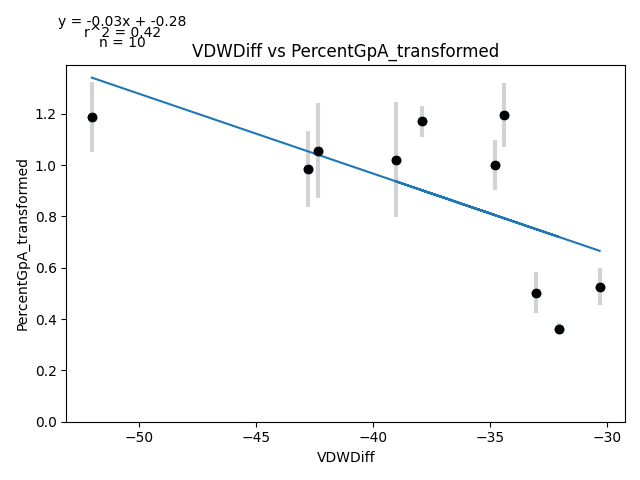 y = -0.03x + -0.28
r^2 = 0.42
n = 10
VDWDiff vs PercentGpA_transformed
PercentGpA_transformed
1.2
1.0
0.8
0.6
0.4
0.2
0.0
−50
−45
−40
−35
−30
VDWDiff